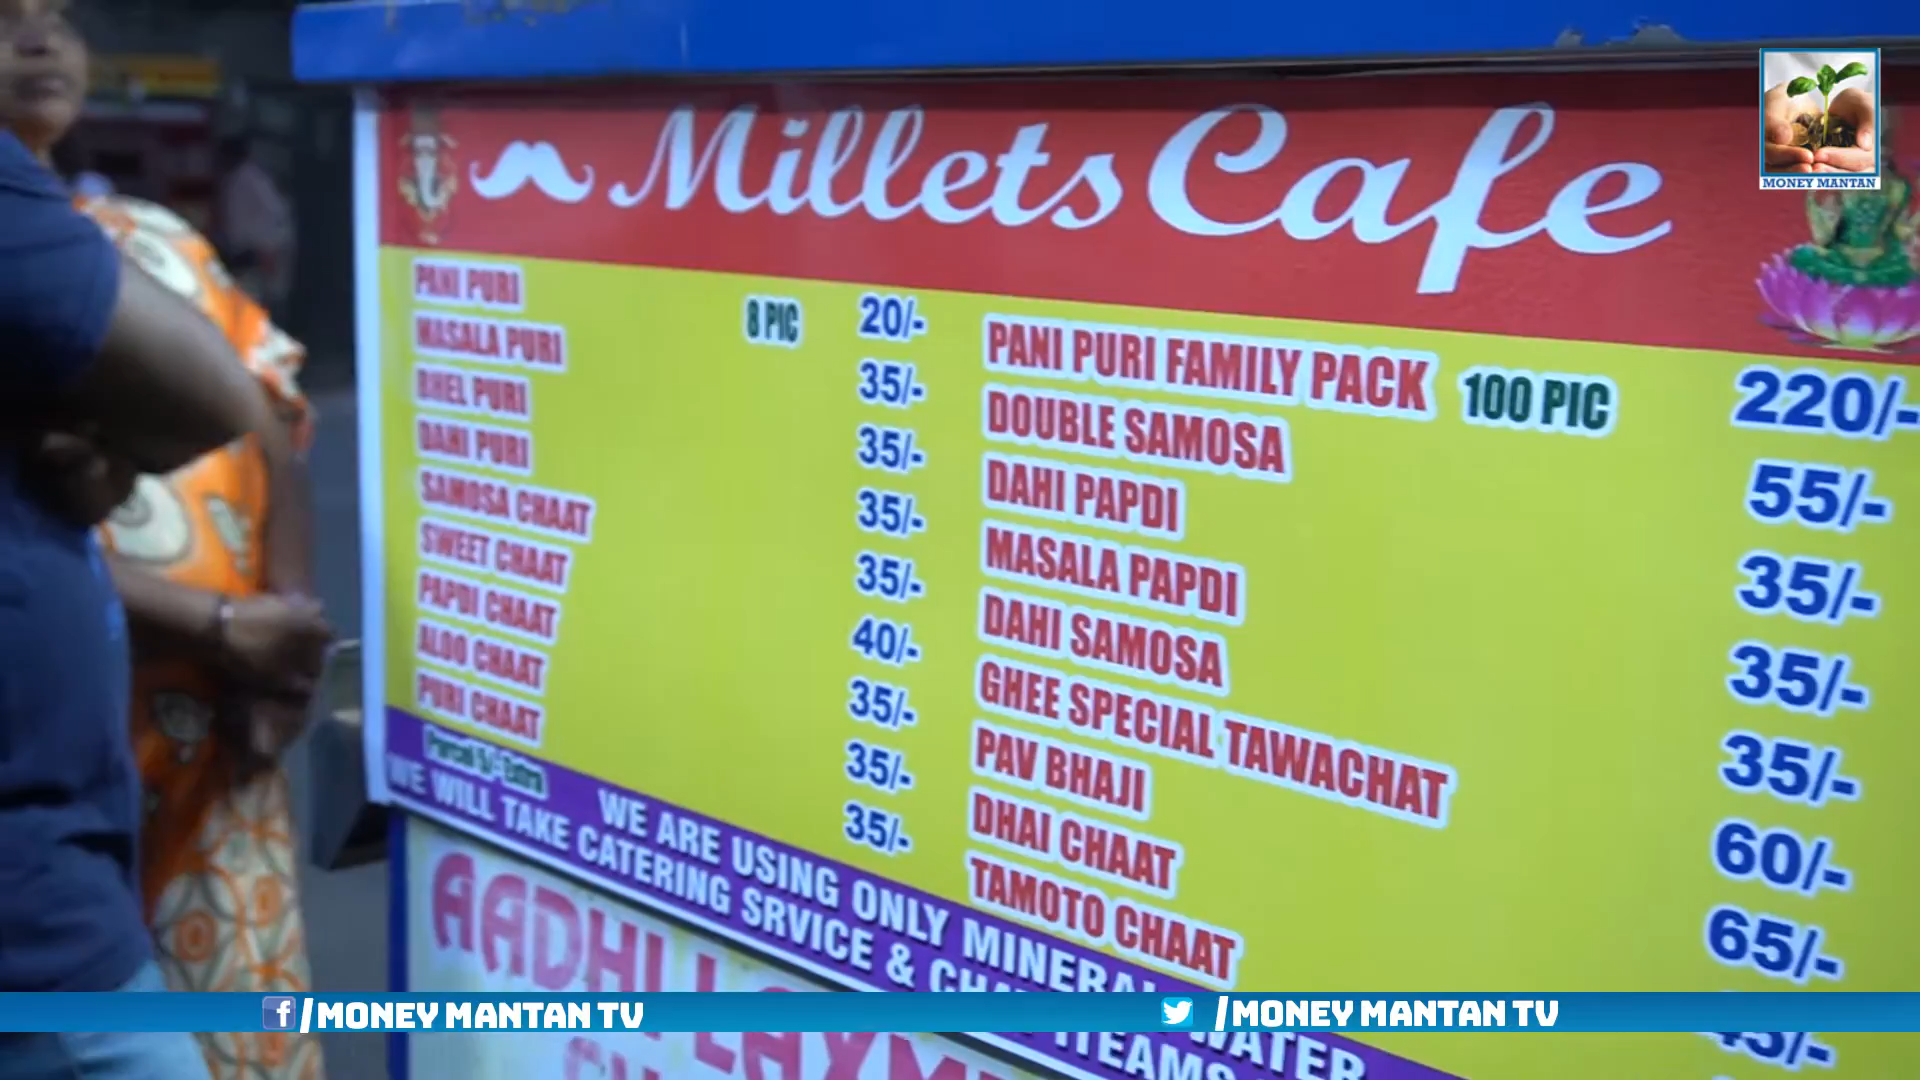 Millets Cafe
PANI PURI 8 PIC 20/-
MASALA PURI 35/-
BHEL PURI 35/-
DAHI PURI 35/-
SAMOSA CHAAT 35/-
SWEET CHAAT 40/-
PAPDI CHAAT 35/-
ALOO CHAAT 35/-
PURI CHAAT 35/-
Parcal 5/- Extra
PANI PURI FAMILY PACK 100 PIC 220/-
DOUBLE SAMOSA 55/-
DAHI PAPDI 35/-
MASALA PAPDI 35/-
DAHI SAMOSA 35/-
GHEE SPECIAL TAWACHAT 60/-
PAV BHAJI 65/-
DHAI CHAAT
TAMOTO CHAAT
WE ARE USING ONLY MINERAL WATER
WE WILL TAKE CATERING SRVICE & ITEAMS
AADHI
MONEY MANTAN
/MONEY MANTAN TV
/MONEY MANTAN TV